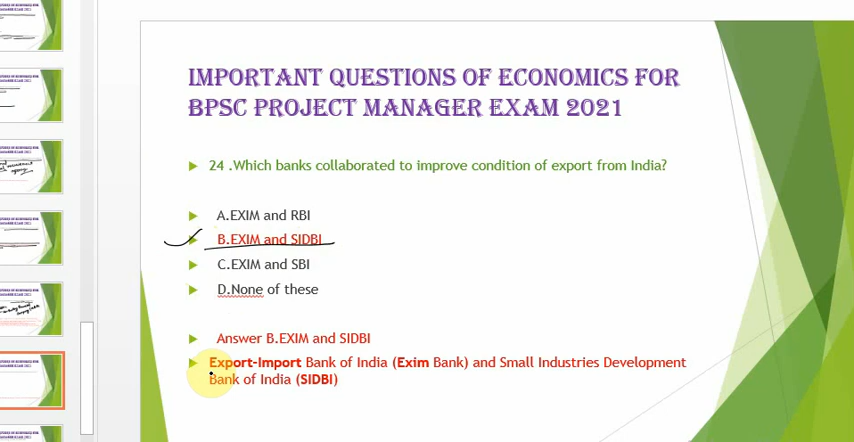 IMPORTANT QUESTIONS OF ECONOMICS FOR
BPSC PROJECT MANAGER EXAM 2021
24 .Which banks collaborated to improve condition of export from India?
A.EXIM and RBI
B.EXIM and SIDBI
C.EXIM and SBI
D.None of these
Answer B.EXIM and SIDBI
Export-Import Bank of India (Exim Bank) and Small Industries Development
Bank of India (SIDBI)